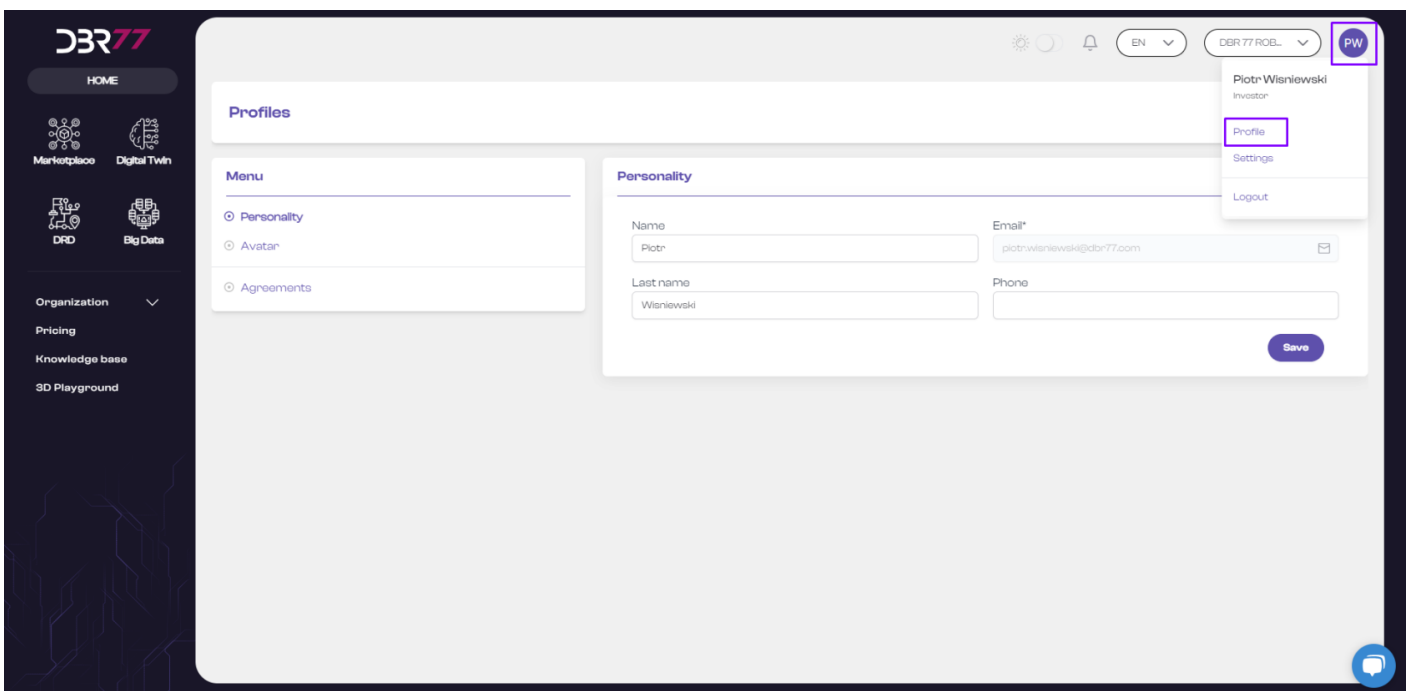 DBR77
HOME
Marketplace
Digital Twin
DRD
Big Data
Organization
Pricing
Knowledge base
3D Playground
EN
DBR 77 ROB...
PW
Piotr Wisniewski
Investor
Profile
Settings
Logout
Profiles
Menu
Personality
Avatar
Agreements
Personality
Name
Piotr
Email*
piotr.wisniewski@dbr77.com
Last name
Wisniewski
Phone
Save